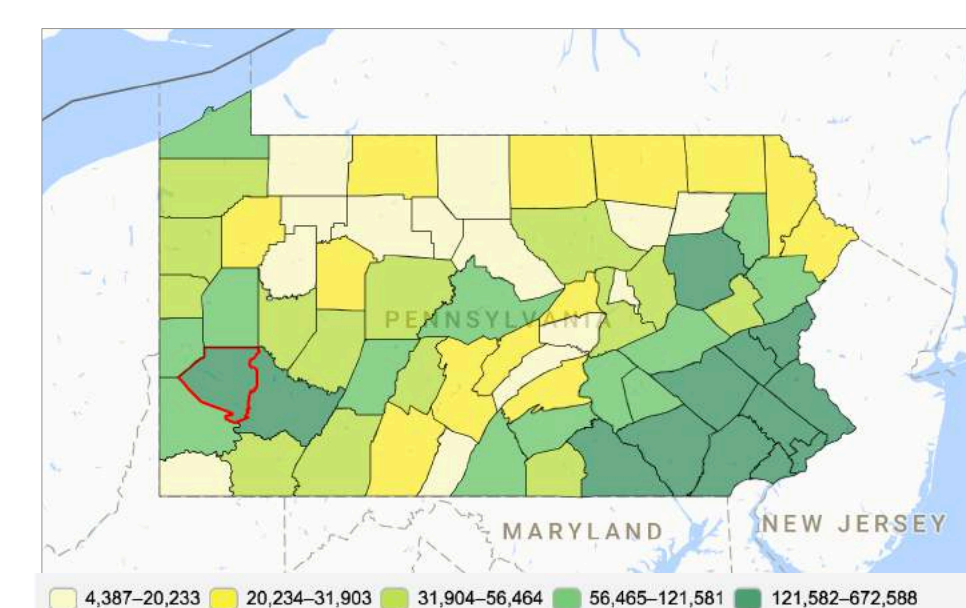 PENNSYLVANIA
MARYLAND
NEW JERSEY
4,387–20,233 20,234–31,903 31,904–56,464 56,465–121,581 121,582–672,588